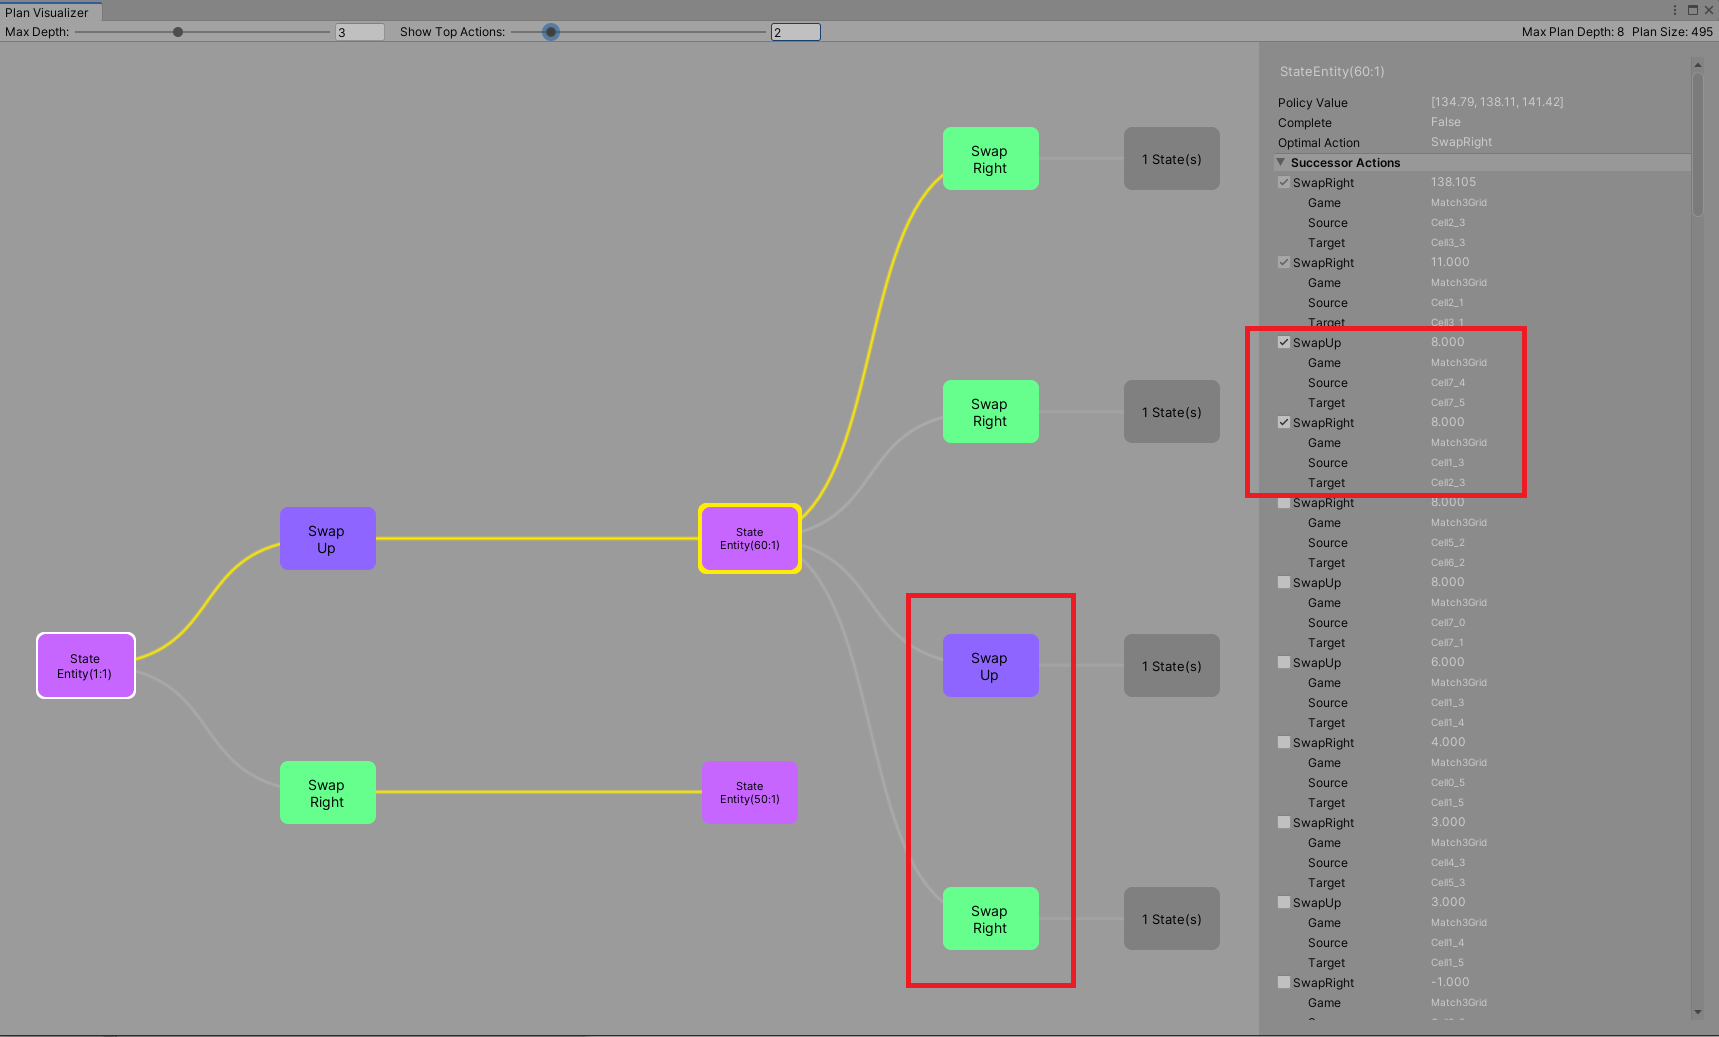 Plan Visualizer
Max Depth: 3 Show Top Actions: 2 Max Plan Depth: 8 Plan Size: 495
Swap
Right
1 State(s)
Swap
Right
1 State(s)
Swap
Up
State
Entity(60:1)
State
Entity(1:1)
Swap
Up
1 State(s)
Swap
Right
State
Entity(50:1)
Swap
Right
1 State(s)
StateEntity(60:1)
Policy Value [134.79, 138.11, 141.42]
Complete False
Optimal Action SwapRight
Successor Actions
SwapRight 138.105
Game Match3Grid
Source Cell2_3
Target Cell3_3
SwapRight 11.000
Game Match3Grid
Source Cell2_1
Target Cell3_1
SwapUp 8.000
Game Match3Grid
Source Cell7_4
Target Cell7_5
SwapRight 8.000
Game Match3Grid
Source Cell1_3
Target Cell2_3
SwapRight 8.000
Game Match3Grid
Source Cell5_2
Target Cell6_2
SwapUp 8.000
Game Match3Grid
Source Cell7_0
Target Cell7_1
SwapUp 6.000
Game Match3Grid
Source Cell1_3
Target Cell1_4
SwapRight 4.000
Game Match3Grid
Source Cell0_5
Target Cell1_5
SwapRight 3.000
Game Match3Grid
Source Cell4_3
Target Cell5_3
SwapUp 3.000
Game Match3Grid
Source Cell1_4
Target Cell1_5
SwapRight -1.000
Game Match3Grid